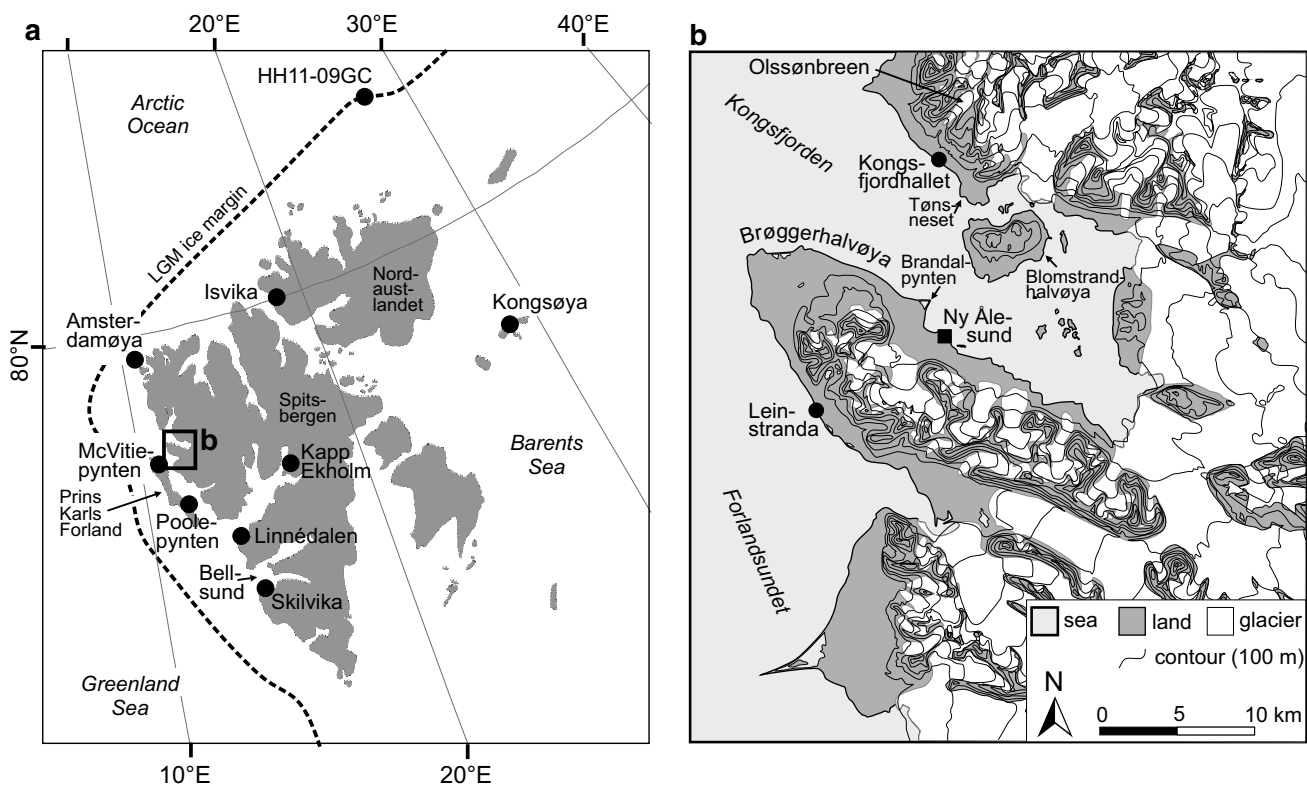 a
20°E
30°E
40°E
HH11-09GC
Arctic
Ocean
LGM ice margin
Isvika
Nord-
aust-
landet
Kongsøya
Amster-
damøya
80°N
Spits-
bergen
b
McVitie-
pynten
Kapp
Ekholm
Barents
Sea
Prins
Karls
Forland
Poole-
pynten
Linnédalen
Bell-
sund
Skilvika
Greenland
Sea
10°E
20°E
b
Olssønbreen
Kongsfjorden
Kongs-
fjordhallet
Tøns-
neset
Brøggerhalvøya
Brandal-
pynten
Blomstrand-
halvøya
Ny Åle-
sund
Lein-
stranda
Forlandsundet
sea
land
glacier
contour (100 m)
N
0
5
10 km